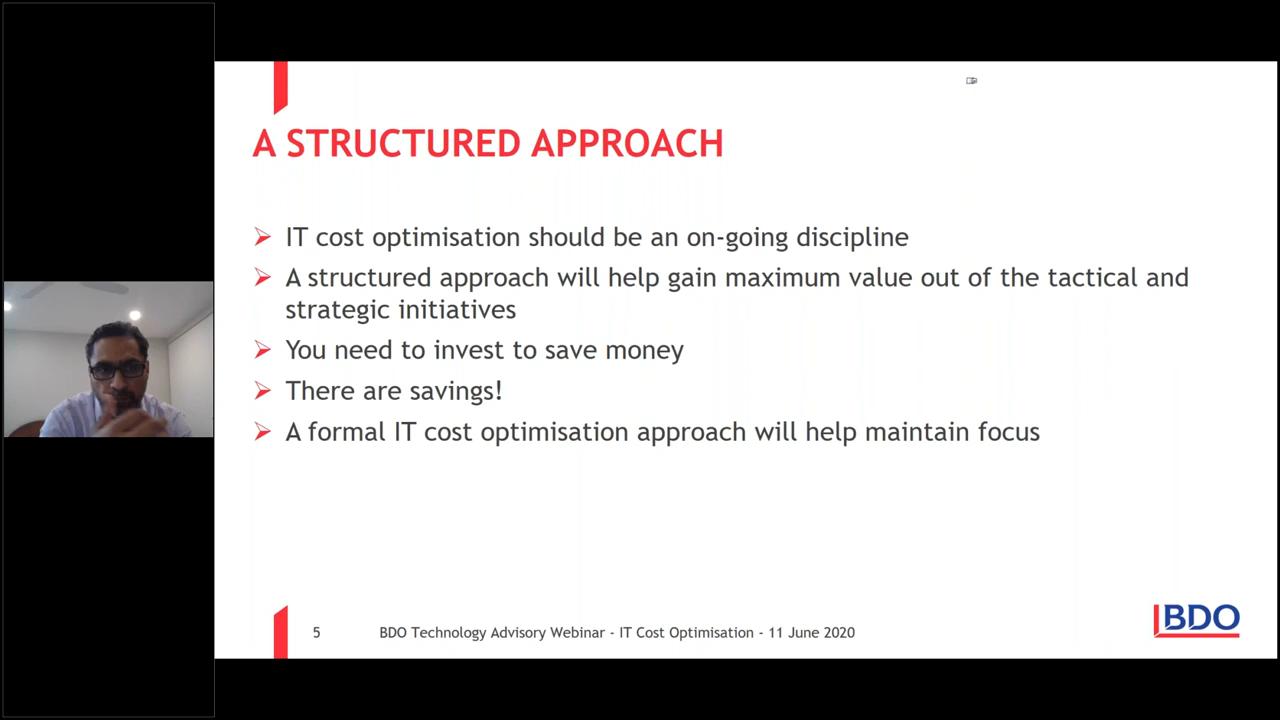 A STRUCTURED APPROACH
IT cost optimisation should be an on-going discipline
A structured approach will help gain maximum value out of the tactical and
strategic initiatives
You need to invest to save money
There are savings!
A formal IT cost optimisation approach will help maintain focus
5 BDO Technology Advisory Webinar - IT Cost Optimisation - 11 June 2020
BDO